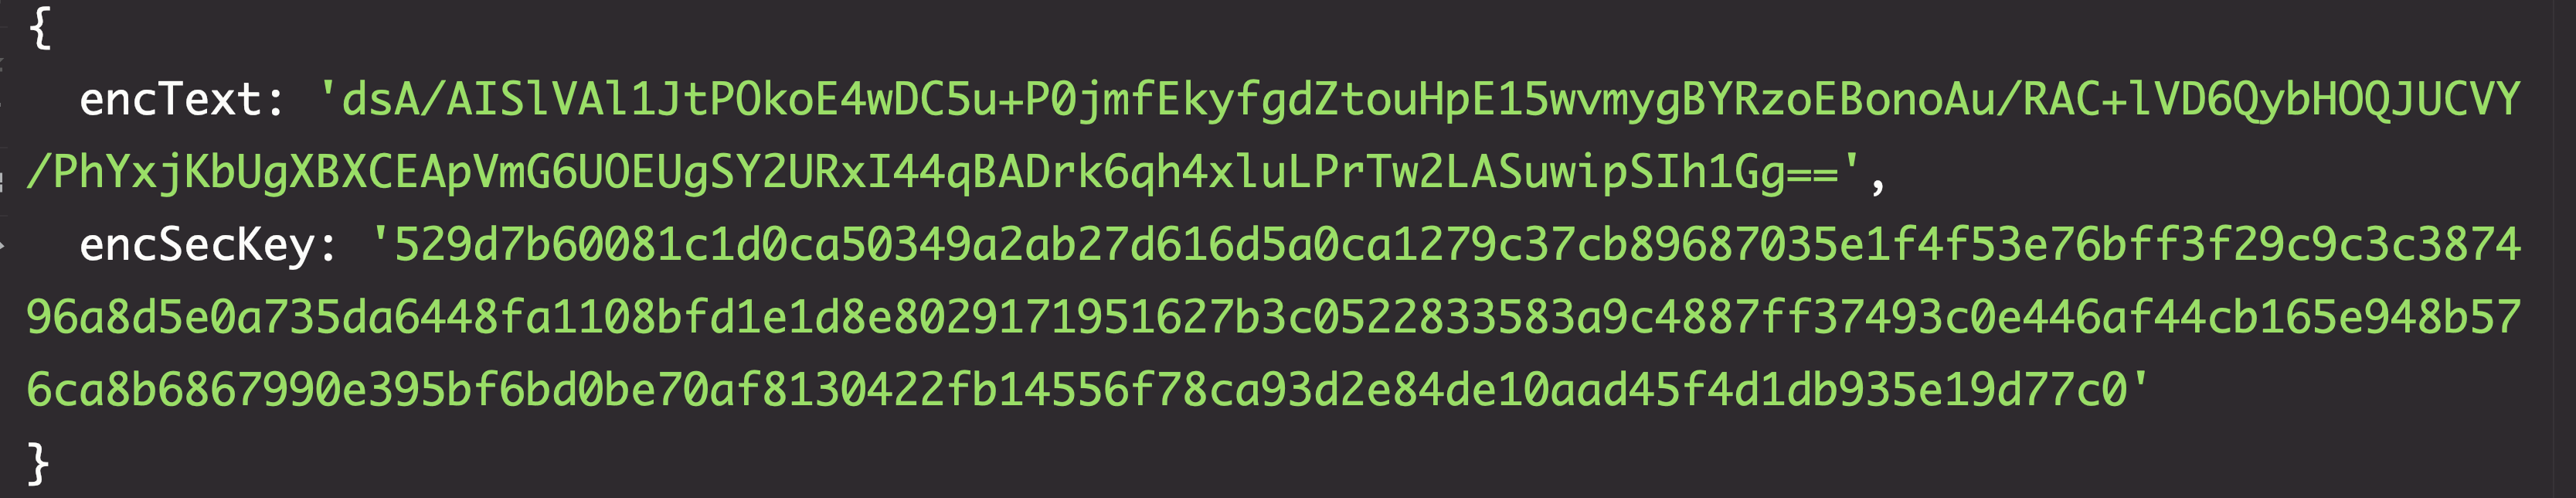 {
  encText: 'dsA/AISlVAl1JtPOkoE4wDC5u+P0jmfEkyfgdZtouHpE15wvmygBYRzoEBonoAu/RAC+lVD6QybHOQJUCVY
/PhYxjKbUgXBXCEApVmG6UOEUgSY2URxI44qBADrk6qh4xluLPrTw2LASuwipSIh1Gg==',
  encSecKey: '529d7b60081c1d0ca50349a2ab27d616d5a0ca1279c37cb89687035e1f4f53e76bff3f29c9c3c3874
96a8d5e0a735da6448fa1108bfd1e1d8e8029171951627b3c0522833583a9c4887ff37493c0e446af44cb165e948b57
6ca8b6867990e395bf6bd0be70af8130422fb14556f78ca93d2e84de10aad45f4d1db935e19d77c0'
}